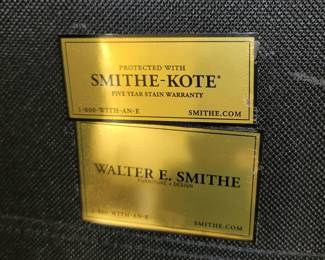 PROTECTED WITH
SMITHE-KOTE®
FIVE YEAR STAIN WARRANTY
1-800-WITH-AN-E SMITHE.COM
WALTER E. SMITHE
FURNITURE + DESIGN
1-800-WITH-AN-E SMITHE.COM